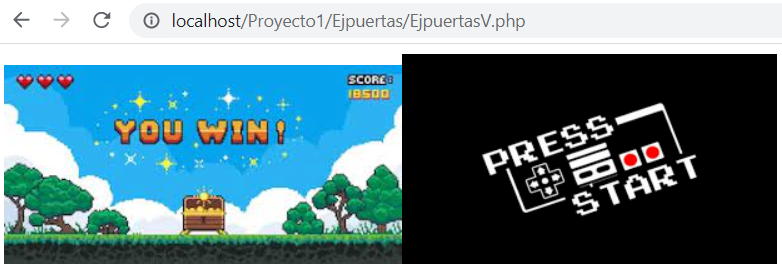 localhost/Proyecto1/Ejpuertas/EjpuertasV.php
SCORE:
18500
YOU WIN!
PRESS
START